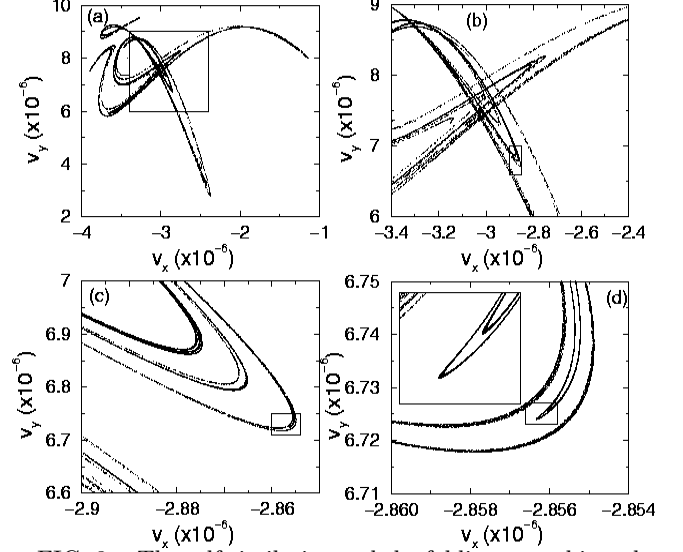 (a)
10
8
6
4
2
v_y (x10^-6)
−4 −3 −2 −1
v_x (x10^-6)
(b)
9
8
7
6
v_y (x10^-6)
−3.4 −3.2 −3 −2.8 −2.6 −2.4
v_x (x10^-6)
(c)
7
6.9
6.8
6.7
6.6
v_y (x10^-6)
−2.9 −2.88 −2.86
v_x (x10^-6)
(d)
6.75
6.74
6.73
6.72
6.71
v_y (x10^-6)
−2.860 −2.858 −2.856 −2.854
v_x (x10^-6)